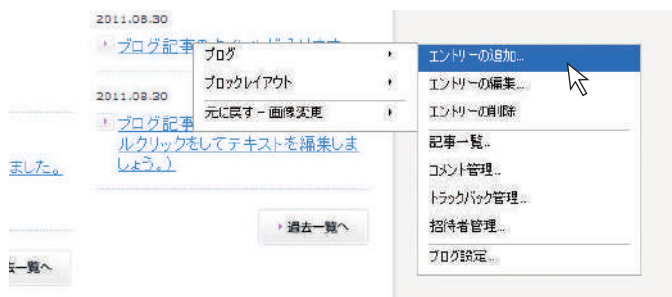 2011.08.30
ブログ記事の
ブログ
ブロックレイアウト
元に戻す - 画像変更
エントリーの追加...
エントリーの編集...
エントリーの削除
記事一覧...
コメント管理...
トラックバック管理...
招待者管理...
ブログ設定...
2011.08.30
ブログ記事
ルクリックをしてテキストを編集しま
しょう。）
ました。
過去一覧へ
去一覧へ